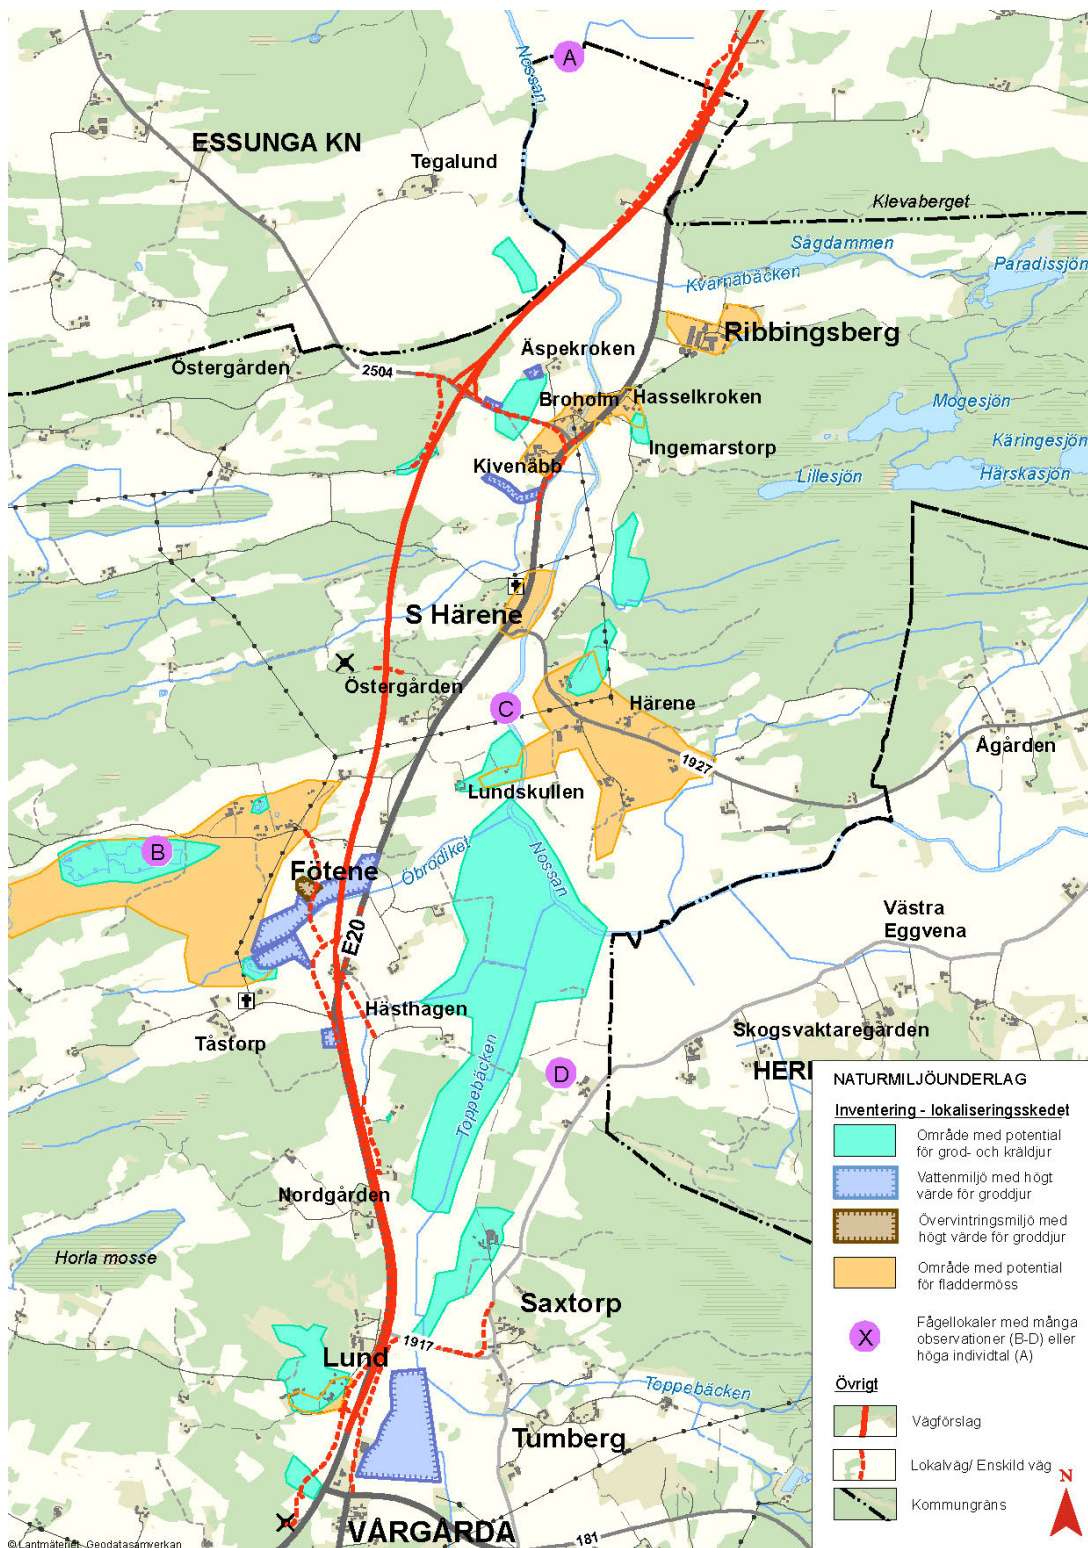 Nossan
A
ESSUNGA KN
Tegalund
Klevaberget
Sågdammen
Paradissjön
Kvarnabäcken
Ribbingsberg
Äspekroken
Östergården
2504
Broholm
Hasselkroken
Mogesjön
Ingemarstorp
Käringesjön
Kivenäbb
Lillesjön
Härskasjön
S Härene
Östergården
C
Härene
1927
Ågården
Lundskullen
B
Fötene
Öbrodiket
Nossan
Västra
Eggvena
E20
Hästhagen
Skogsvaktaregården
Tåstorp
Toppebäcken
D
HER
Nordgården
Horla mosse
Saxtorp
1917
Lund
Toppebäcken
Tumberg
VÅRGÅRDA
181
© Lantmäteriet, Geodatasamverkan
NATURMILJÖUNDERLAG
Inventering - lokaliseringsskedet
Område med potential
för grod- och kräldjur
Vattenmiljö med högt
värde för groddjur
Övervintringsmiljö med
högt värde för groddjur
Område med potential
för fladdermöss
X
Fågellokaler med många
observationer (B-D) eller
höga individtal (A)
Övrigt
Vägförslag
Lokalväg/ Enskild väg
N
Kommungräns